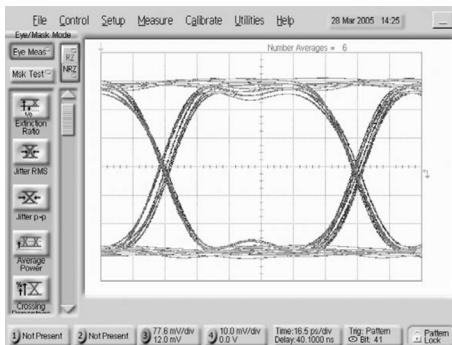 File Control Setup Measure Calibrate Utilities Help 28 Mar 2005 14:25
Eye/Mask Mode
Eye Meas
Msk Test
RZ
NRZ
Number Averages = 6
Extinction
Ratio
Jitter RMS
Jitter p-p
Average
Power
Crossing
1 Not Present
2 Not Present
3 77.6 mV/div
12.0 mV
4 10.0 mV/div
0.0 V
Time:16.5 ps/div
Delay:40.1000 ns
Trig: Pattern
Bit: 41
Pattern
Lock